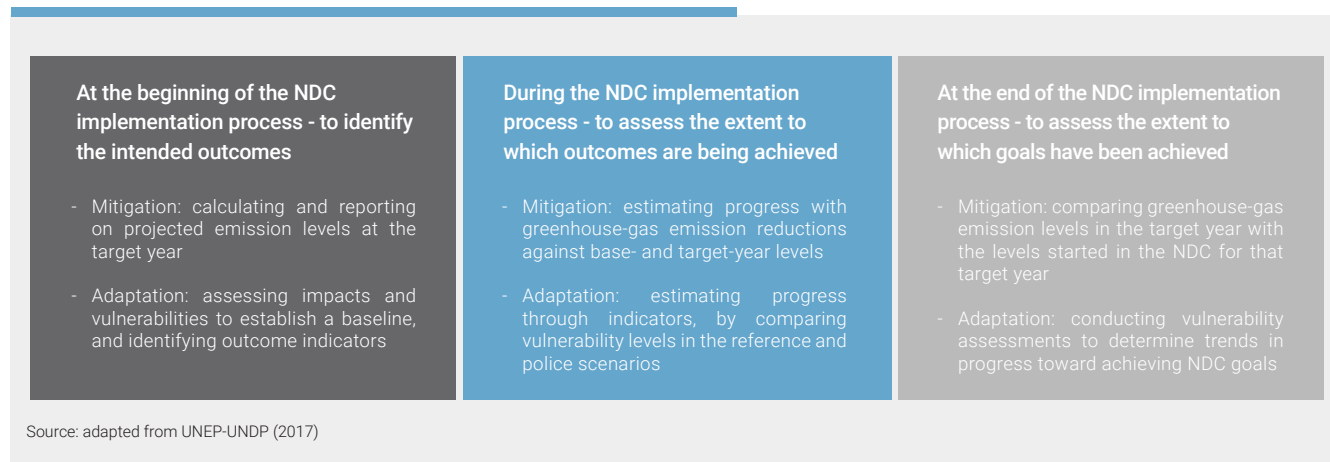 At the beginning of the NDC
implementation process - to identify
the intended outcomes
- Mitigation: calculating and reporting
on projected emission levels at the
target year
- Adaptation: assessing impacts and
vulnerabilities to establish a baseline,
and identifying outcome indicators
During the NDC implementation
process - to assess the extent to
which outcomes are being achieved
- Mitigation: estimating progress with
greenhouse-gas emission reductions
against base- and target-year levels
- Adaptation: estimating progress
through indicators, by comparing
vulnerability levels in the reference and
police scenarios
At the end of the NDC implementation
process - to assess the extent to
which goals have been achieved
- Mitigation: comparing greenhouse-gas
emission levels in the target year with
the levels started in the NDC for that
target year
- Adaptation: conducting vulnerability
assessments to determine trends in
progress toward achieving NDC goals
Source: adapted from UNEP-UNDP (2017)